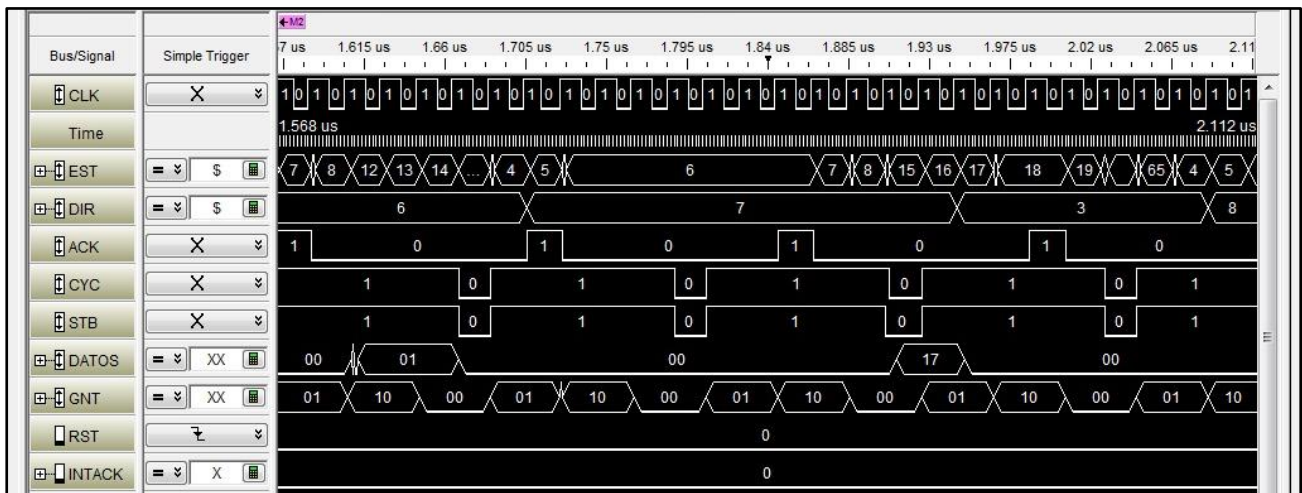 ←M2
Bus/Signal Simple Trigger 7 us 1.615 us 1.66 us 1.705 us 1.75 us 1.795 us 1.84 us 1.885 us 1.93 us 1.975 us 2.02 us 2.065 us 2.11
CLK X 1 0 1 0 1 0 1 0 1 0 1 0 1 0 1 0 1 0 1 0 1 0 1 0 1 0 1 0 1 0 1 0 1 0 1 0 1 0 1 0 1 0 1 0 1 0 1 0 1 0 1 0 1 0 1
Time 1.568 us 2.112 us
EST = $ 7 8 12 13 14 ... 4 5 6 7 8 15 16 17 18 19 65 4 5
DIR = $ 6 7 3 8
ACK X 1 0 1 0 1 0 1 0
CYC X 1 0 1 0 1 0 1 0 1
STB X 1 0 1 0 1 0 1 0 1
DATOS = XX 00 01 00 17 00
GNT = XX 01 10 00 01 10 00 01 10 00 01 10 00 01 10
RST 0
INTACK = X 0